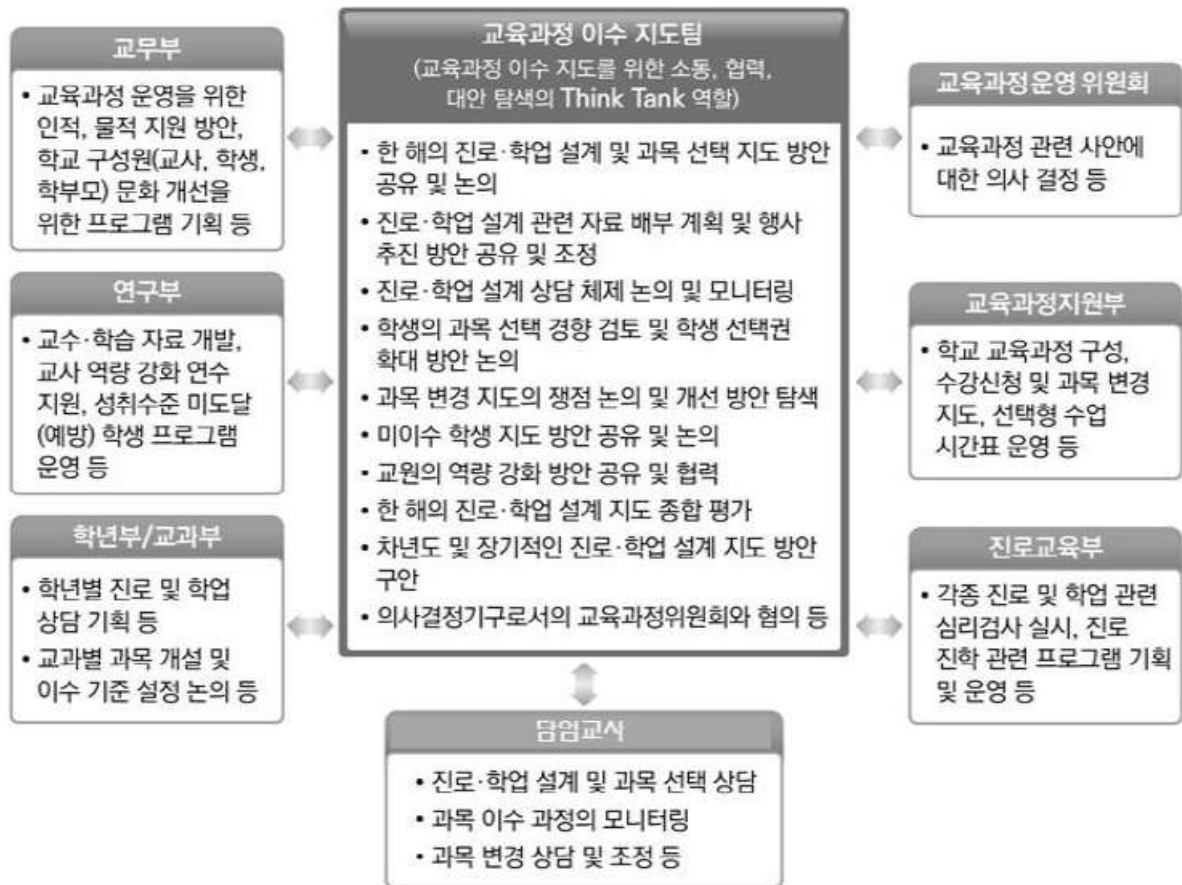 교무부
• 교육과정 운영을 위한
인적, 물적 지원 방안,
학교 구성원(교사, 학생,
학부모) 문화 개선을
위한 프로그램 기획 등
연구부
• 교수·학습 자료 개발,
교사 역량 강화 연수
지원, 성취수준 미도달
(예방) 학생 프로그램
운영 등
학년부/교과부
• 학년별 진로 및 학업
상담 기획 등
• 교과별 과목 개설 및
이수 기준 설정 논의 등
교육과정 이수 지도팀
(교육과정 이수 지도를 위한 소통, 협력,
대안 탐색의 Think Tank 역할)
• 한 해의 진로·학업 설계 및 과목 선택 지도 방안
공유 및 논의
• 진로·학업 설계 관련 자료 배부 계획 및 행사
추진 방안 공유 및 조정
• 진로·학업 설계 상담 체제 논의 및 모니터링
• 학생의 과목 선택 경향 검토 및 학생 선택권
확대 방안 논의
• 과목 변경 지도의 쟁점 논의 및 개선 방안 탐색
• 미이수 학생 지도 방안 공유 및 논의
• 교원의 역량 강화 방안 공유 및 협력
• 한 해의 진로·학업 설계 지도 종합 평가
• 차년도 및 장기적인 진로·학업 설계 지도 방안
구안
• 의사결정기구로서의 교육과정위원회와 협의 등
교육과정운영 위원회
• 교육과정 관련 사안에
대한 의사 결정 등
교육과정지원부
• 학교 교육과정 구성,
수강신청 및 과목 변경
지도, 선택형 수업
시간표 운영 등
진로교육부
• 각종 진로 및 학업 관련
심리검사 실시, 진로
진학 관련 프로그램 기획
및 운영 등
담임교사
• 진로·학업 설계 및 과목 선택 상담
• 과목 이수 과정의 모니터링
• 과목 변경 상담 및 조정 등